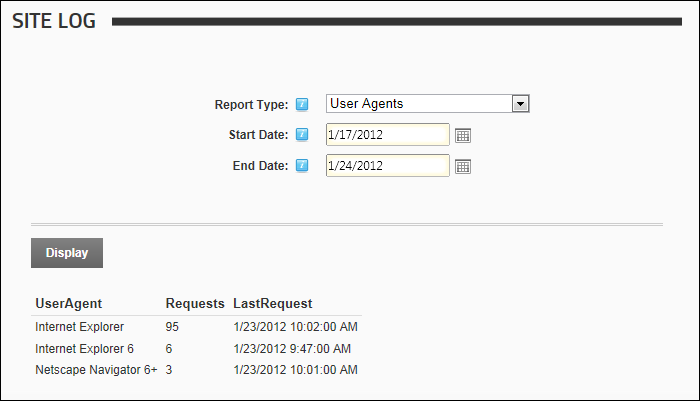 SITE LOG
Report Type: User Agents
Start Date: 1/17/2012
End Date: 1/24/2012
Display
UserAgent Requests LastRequest
Internet Explorer 95 1/23/2012 10:02:00 AM
Internet Explorer 6 6 1/23/2012 9:47:00 AM
Netscape Navigator 6+ 3 1/23/2012 10:01:00 AM